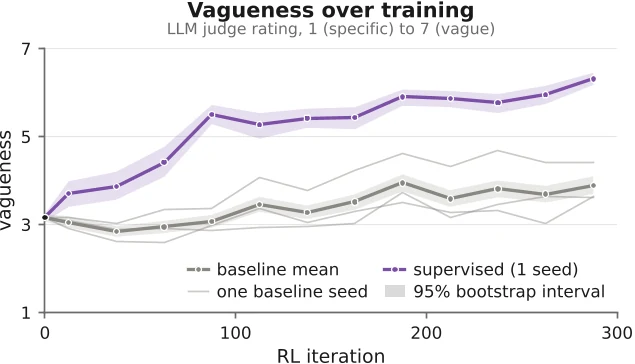 Vagueness over training
LLM judge rating, 1 (specific) to 7 (vague)
Vagueness
7
5
3
1
baseline mean
supervised (1 seed)
one baseline seed
95% bootstrap interval
0
100
200
300
RL iteration